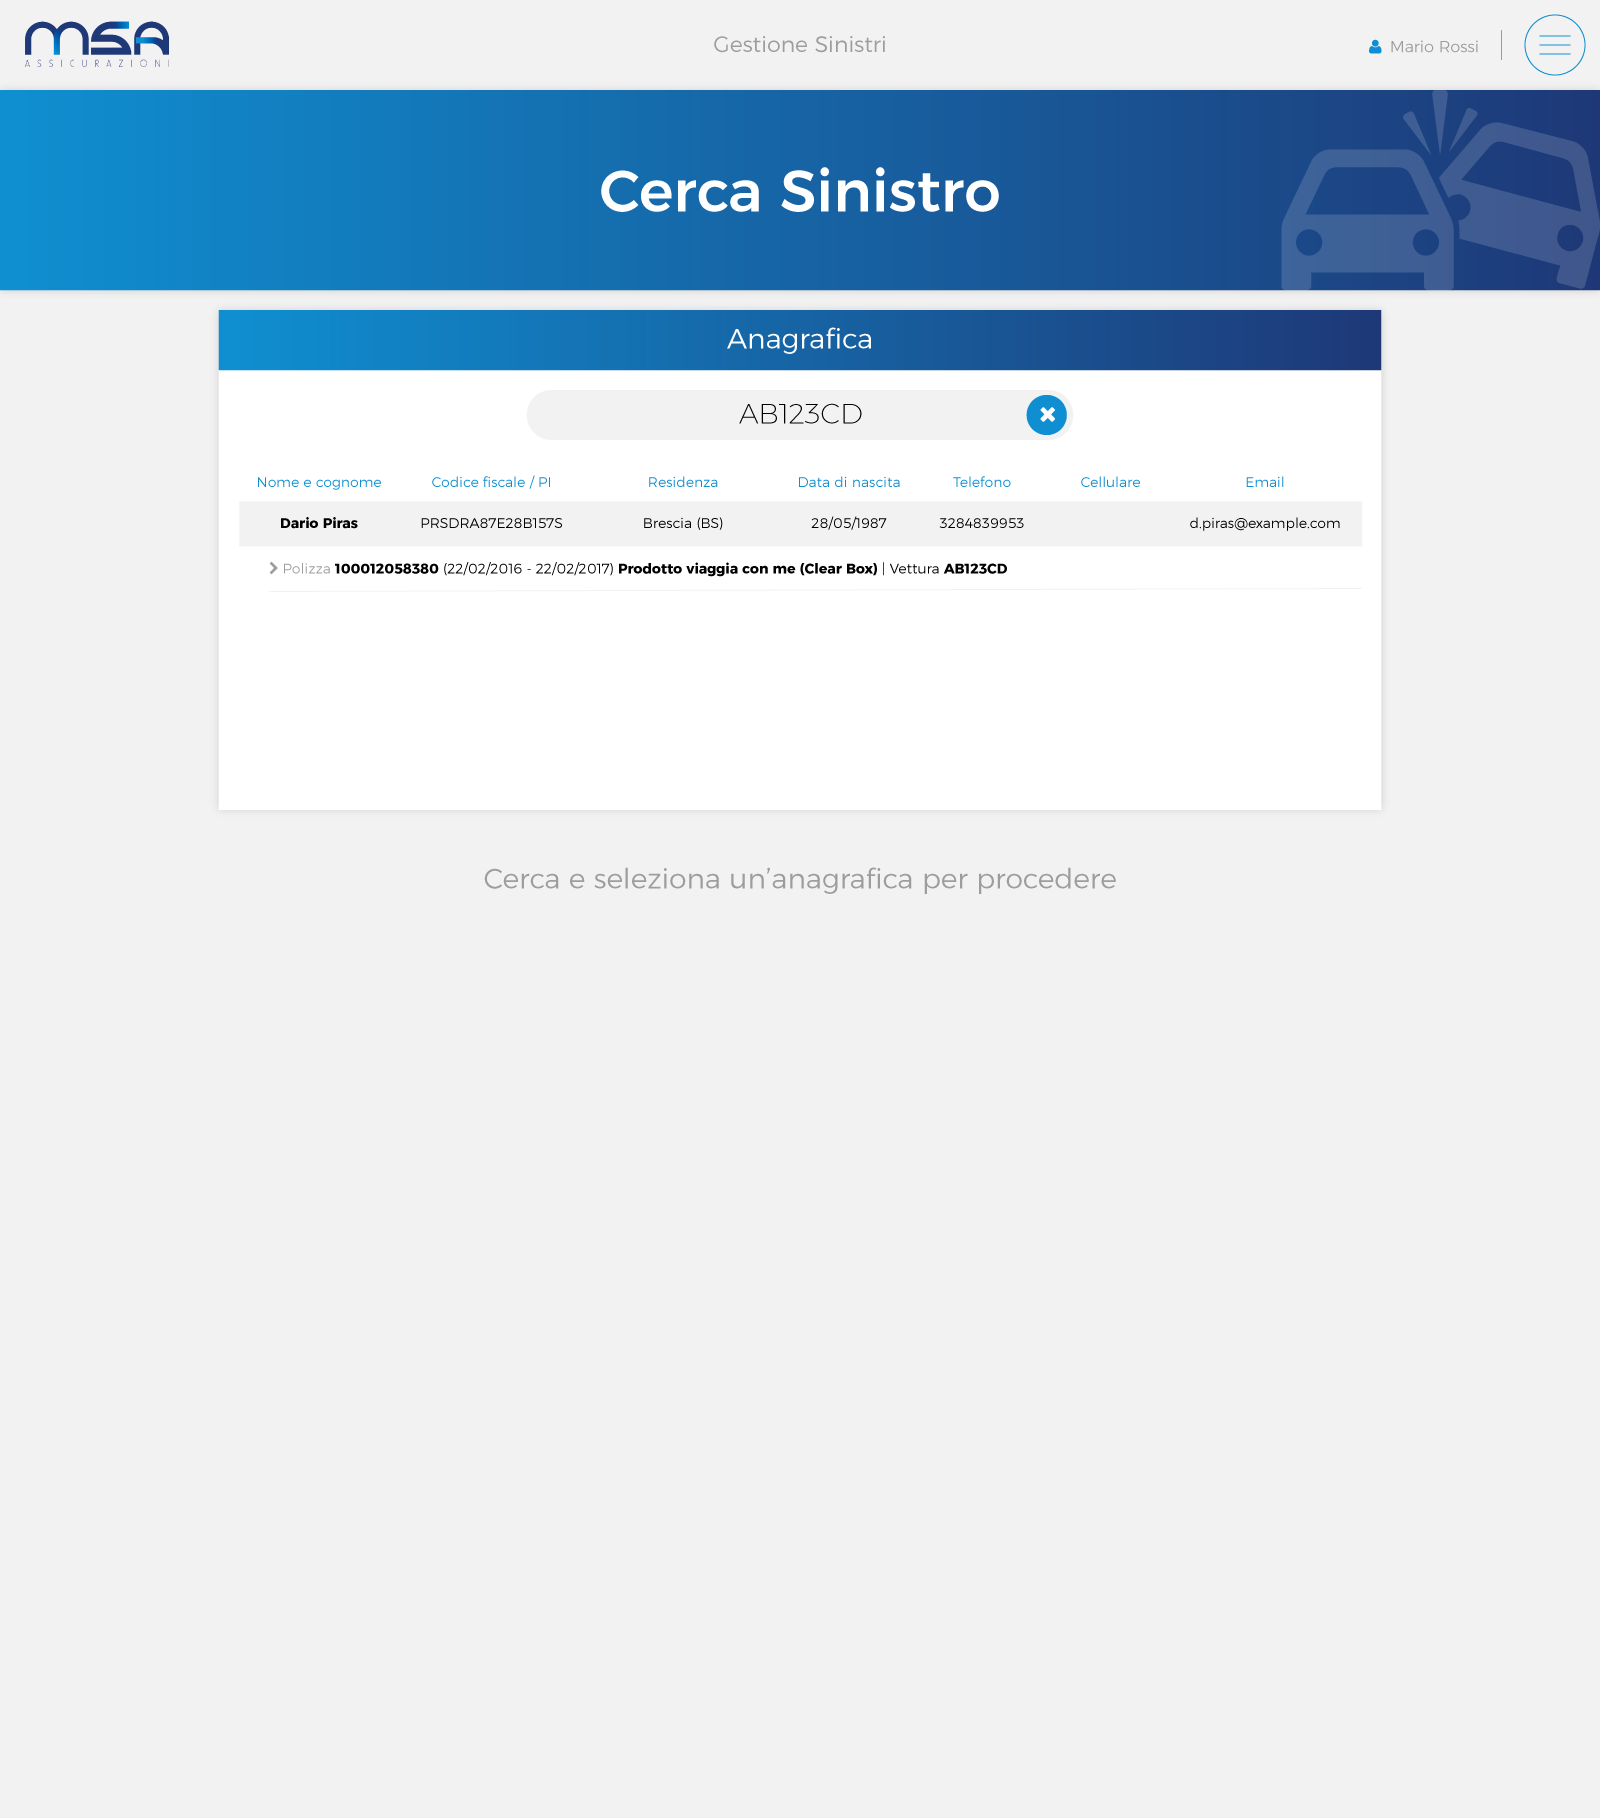 MSA
ASSICURAZIONI
Gestione Sinistri
Mario Rossi
Cerca Sinistro
Anagrafica
AB123CD
Nome e cognome Codice fiscale / PI Residenza Data di nascita Telefono Cellulare Email
Dario Piras PRSDRA87E28B157S Brescia (BS) 28/05/1987 3284839953 d.piras@example.com
Polizza 100012058380 (22/02/2016 - 22/02/2017) Prodotto viaggia con me (Clear Box) | Vettura AB123CD
Cerca e seleziona un’anagrafica per procedere